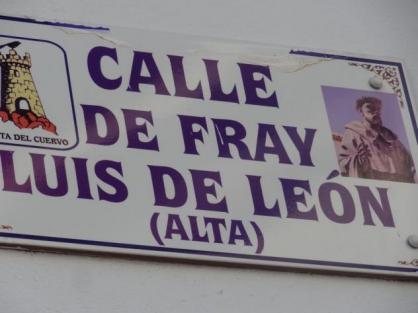 CALLE
DE FRAY
LUIS DE LEÓN
(ALTA)
TA DEL CUERVO